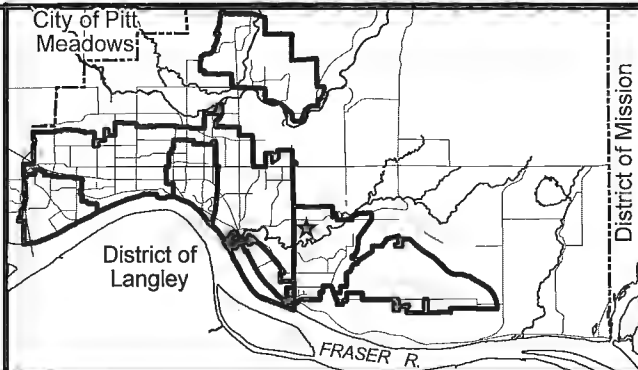 City of Pitt
Meadows
District of Mission
District of
Langley
FRASER R.